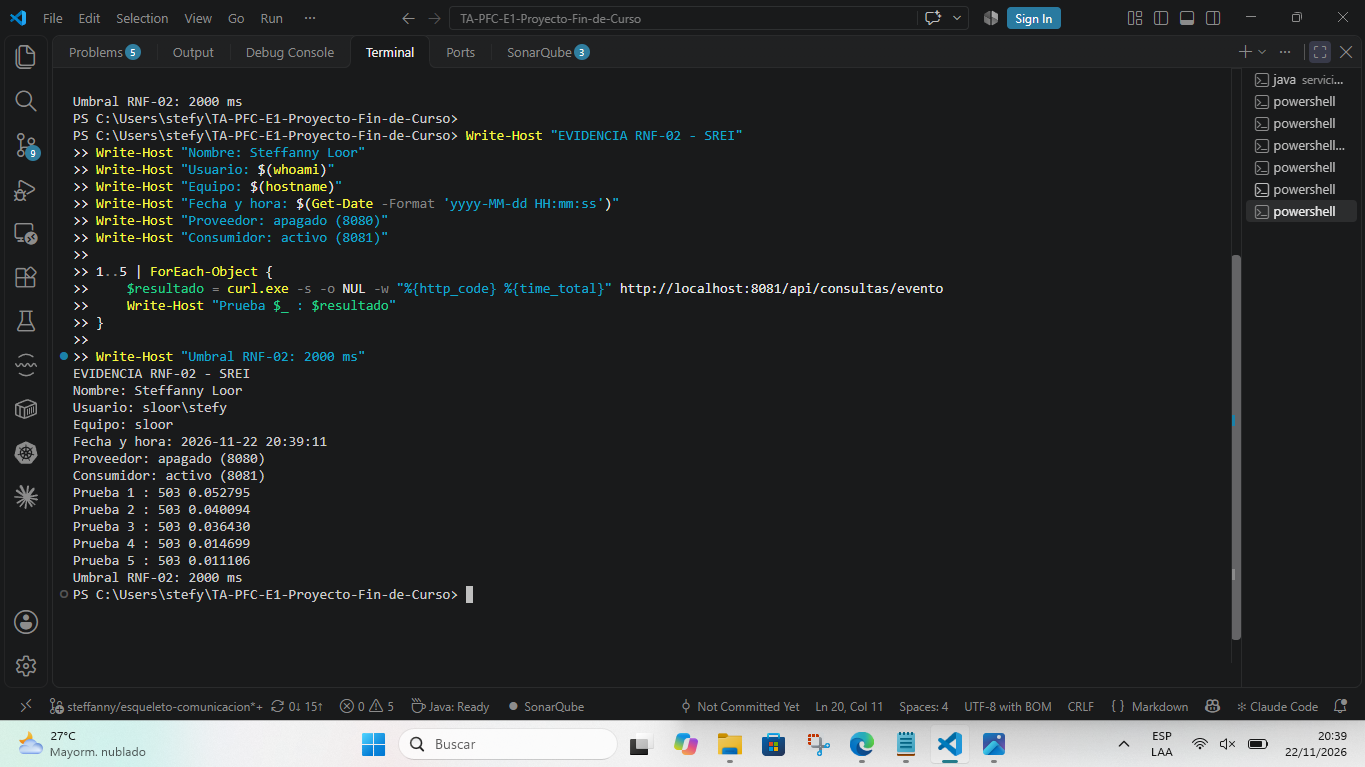 File Edit Selection View Go Run ··· TA-PFC-E1-Proyecto-Fin-de-Curso Sign In
Problems 5 Output Debug Console Terminal Ports SonarQube 3
Umbral RNF-02: 2000 ms
PS C:\Users\stefy\TA-PFC-E1-Proyecto-Fin-de-Curso>
PS C:\Users\stefy\TA-PFC-E1-Proyecto-Fin-de-Curso> Write-Host "EVIDENCIA RNF-02 - SREI"
>> Write-Host "Nombre: Steffanny Loor"
>> Write-Host "Usuario: $(whoami)"
>> Write-Host "Equipo: $(hostname)"
>> Write-Host "Fecha y hora: $(Get-Date -Format 'yyyy-MM-dd HH:mm:ss')"
>> Write-Host "Proveedor: apagado (8080)"
>> Write-Host "Consumidor: activo (8081)"
>>
>> 1..5 | ForEach-Object {
>>     $resultado = curl.exe -s -o NUL -w "%{http_code} %{time_total}" http://localhost:8081/api/consultas/evento
>>     Write-Host "Prueba $_ : $resultado"
>> }
>>
>> Write-Host "Umbral RNF-02: 2000 ms"
EVIDENCIA RNF-02 - SREI
Nombre: Steffanny Loor
Usuario: sloor\stefy
Equipo: sloor
Fecha y hora: 2026-11-22 20:39:11
Proveedor: apagado (8080)
Consumidor: activo (8081)
Prueba 1 : 503 0.052795
Prueba 2 : 503 0.040094
Prueba 3 : 503 0.036430
Prueba 4 : 503 0.014699
Prueba 5 : 503 0.011106
Umbral RNF-02: 2000 ms
PS C:\Users\stefy\TA-PFC-E1-Proyecto-Fin-de-Curso>
java servici...
powershell
powershell
powershell...
powershell
powershell
powershell
9
steffanny/esqueleto-comunicacion*+ 0↓ 15↑ 0 5 Java: Ready SonarQube Not Committed Yet Ln 20, Col 11 Spaces: 4 UTF-8 with BOM CRLF { } Markdown Claude Code
27°C
Mayorm. nublado
Buscar
ESP
LAA
20:39
22/11/2026